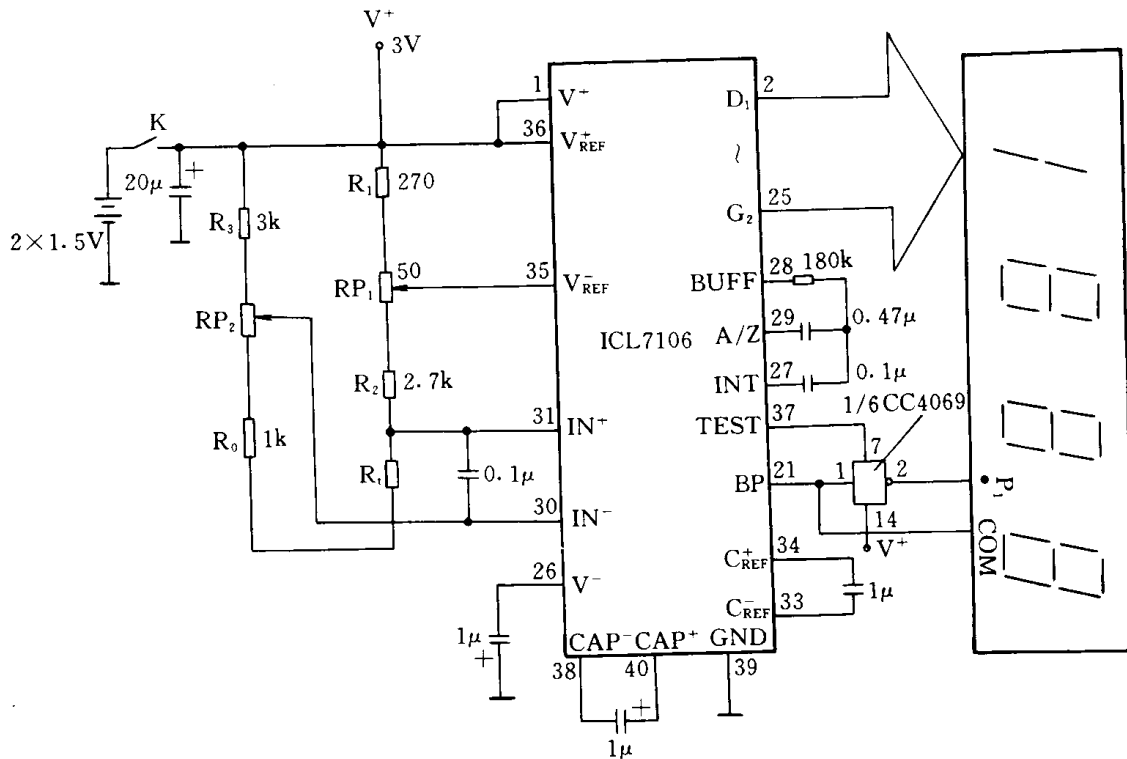 V⁺
3V
1
V⁺
36
V⁺REF
K
20μ
+
2×1.5V
R₃
3k
RP₂
R₀
1k
R₁
270
RP₁
50
35
V⁻REF
R₂
2.7k
31
IN⁺
Rₜ
0.1μ
30
IN⁻
26
V⁻
1μ
+
CAP⁻
CAP⁺
GND
38
40
39
+
1μ
ICL7106
D₁
2
~
G₂
25
BUFF
28
180k
A/Z
29
0.47μ
INT
27
0.1μ
TEST
37
1/6CC4069
7
BP
21
1
2
14
V⁺
C⁺REF
34
1μ
C⁻REF
33
P₁
COM